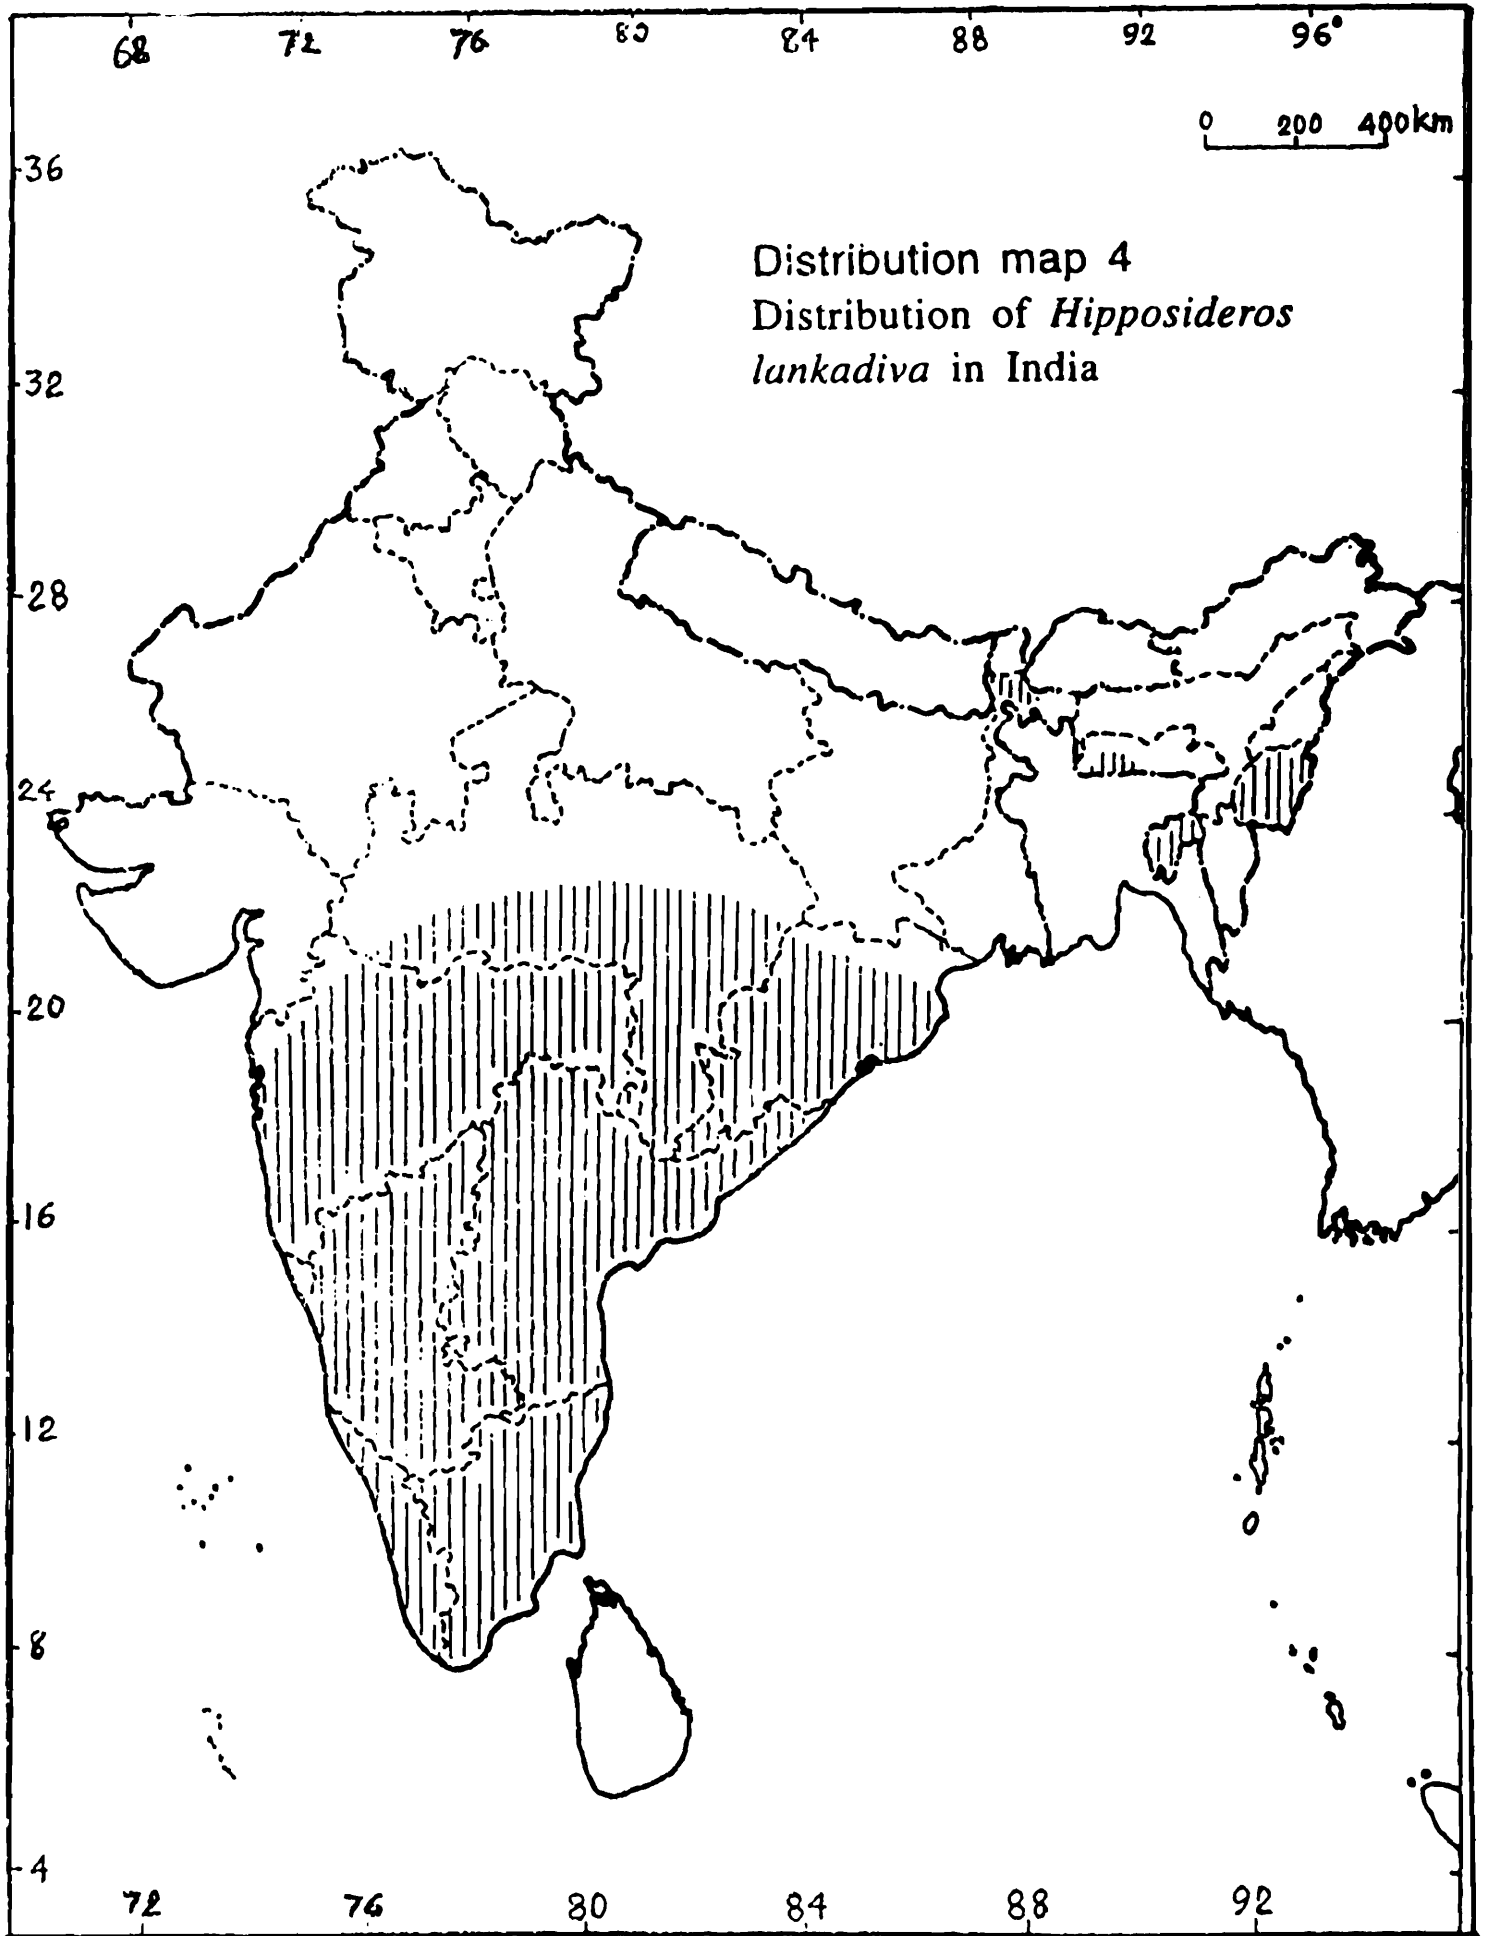 68 72 76 80 84 88 92 96°
0 200 400km
36
Distribution map 4
Distribution of Hipposideros
lankadiva in India
32
28
24
20
16
12
8
4
72 76 80 84 88 92